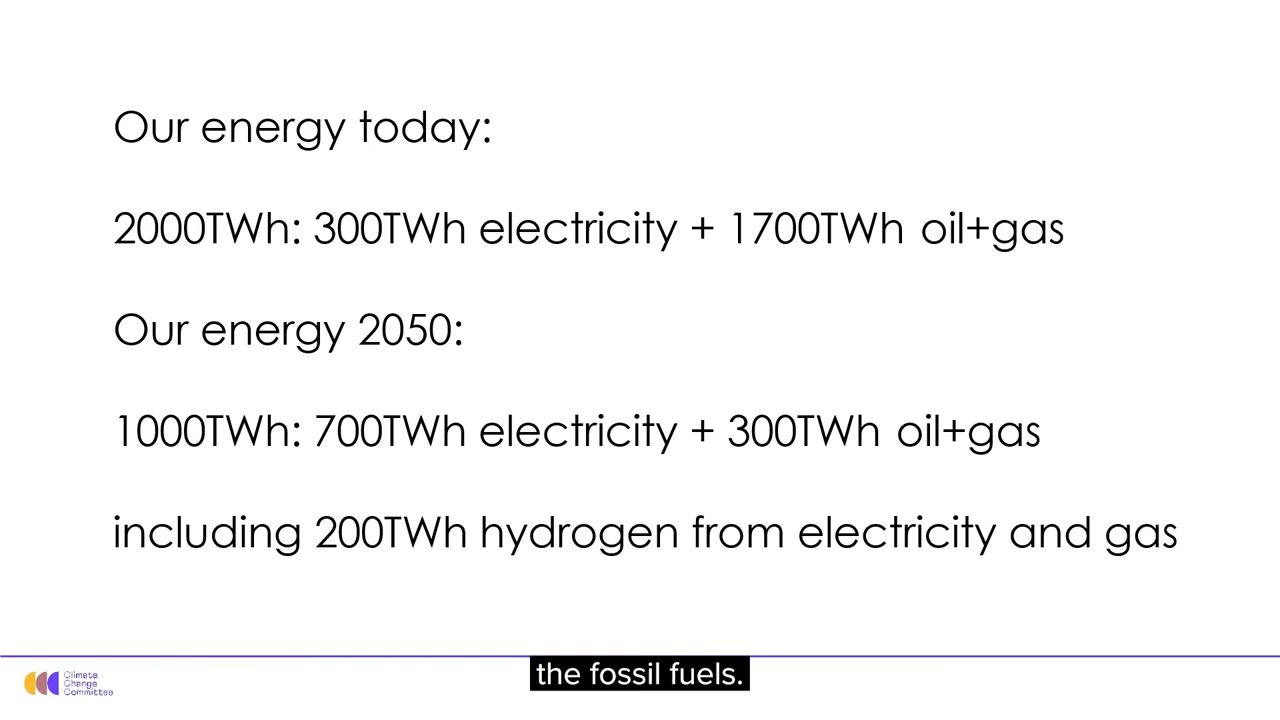 Our energy today:
2000TWh: 300TWh electricity + 1700TWh oil+gas
Our energy 2050:
1000TWh: 700TWh electricity + 300TWh oil+gas
including 200TWh hydrogen from electricity and gas
Climate
Change
Committee
the fossil fuels.